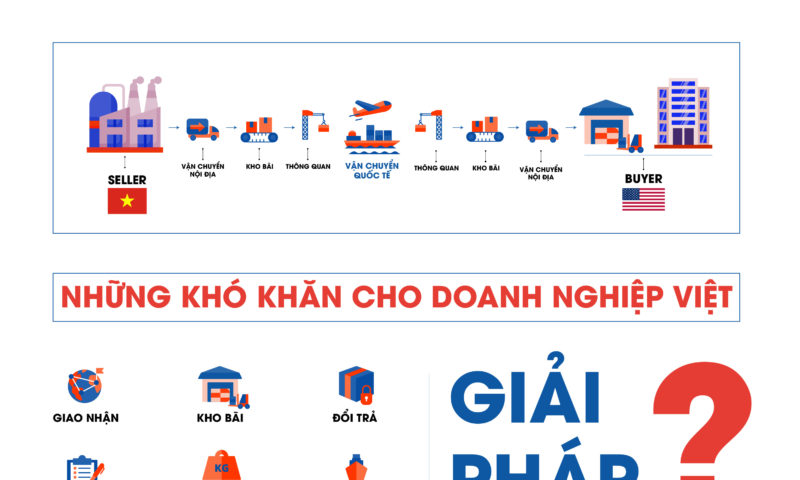 SELLER
VẬN CHUYỂN
NỘI ĐỊA
KHO BÃI
THÔNG QUAN
VẬN CHUYỂN
QUỐC TẾ
THÔNG QUAN
KHO BÃI
VẬN CHUYỂN
NỘI ĐỊA
BUYER
NHỮNG KHÓ KHĂN CHO DOANH NGHIỆP VIỆT
GIAO NHẬN
KHO BÃI
ĐỔI TRẢ
KG
GIẢI
PHÁP
?